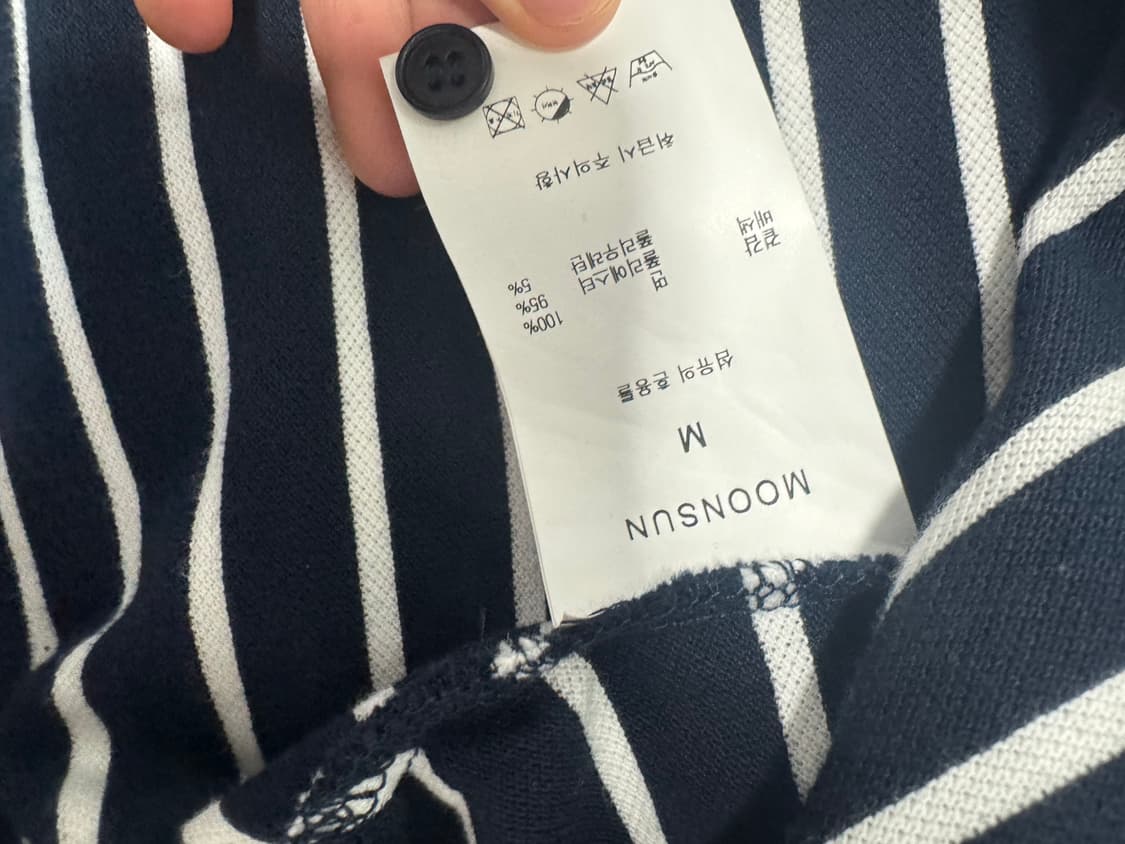 MOONSUN
M
섬유의 혼용률
겉감 면 100%
배색 폴리에스터 95%
폴리우레탄 5%
취급시 주의사항